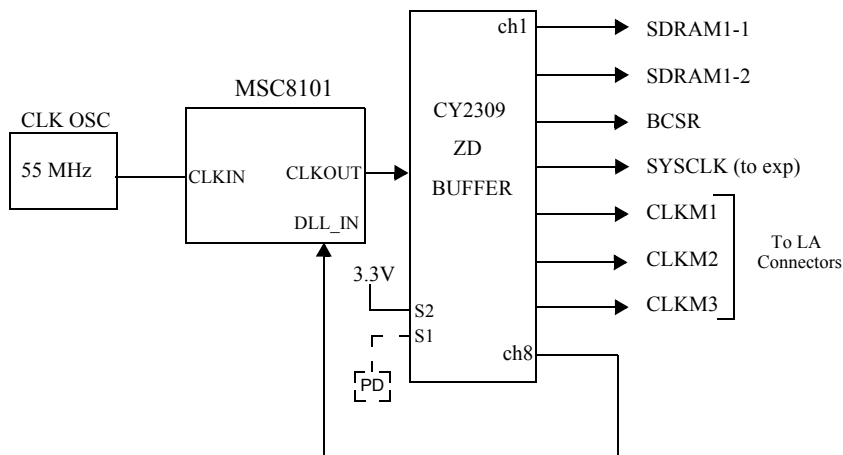 ch1
SDRAM1-1
MSC8101
SDRAM1-2
CLK OSC
CY2309
ZD
BUFFER
BCSR
55 MHz
CLKIN
CLKOUT
SYSCLK (to exp)
DLL_IN
CLKM1
To LA
Connectors
CLKM2
3.3V
CLKM3
S2
S1
ch8
PD